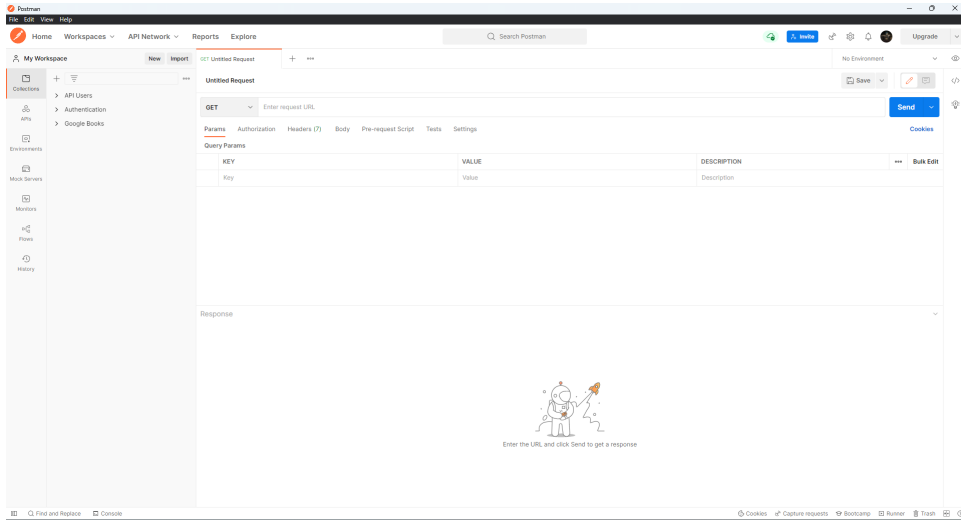 Postman
File Edit View Help
Home Workspaces API Network Reports Explore Search Postman Invite Upgrade
My Workspace New Import GET Untitled Request No Environment
Collections
APIs
Environments
Mock Servers
Monitors
Flows
History
API Users
Authentication
Google Books
Untitled Request Save
GET Enter request URL Send
Params Authorization Headers (7) Body Pre-request Script Tests Settings Cookies
Query Params
KEY VALUE DESCRIPTION Bulk Edit
Key Value Description
Response
Enter the URL and click Send to get a response
Find and Replace Console Cookies Capture requests Bootcamp Runner Trash